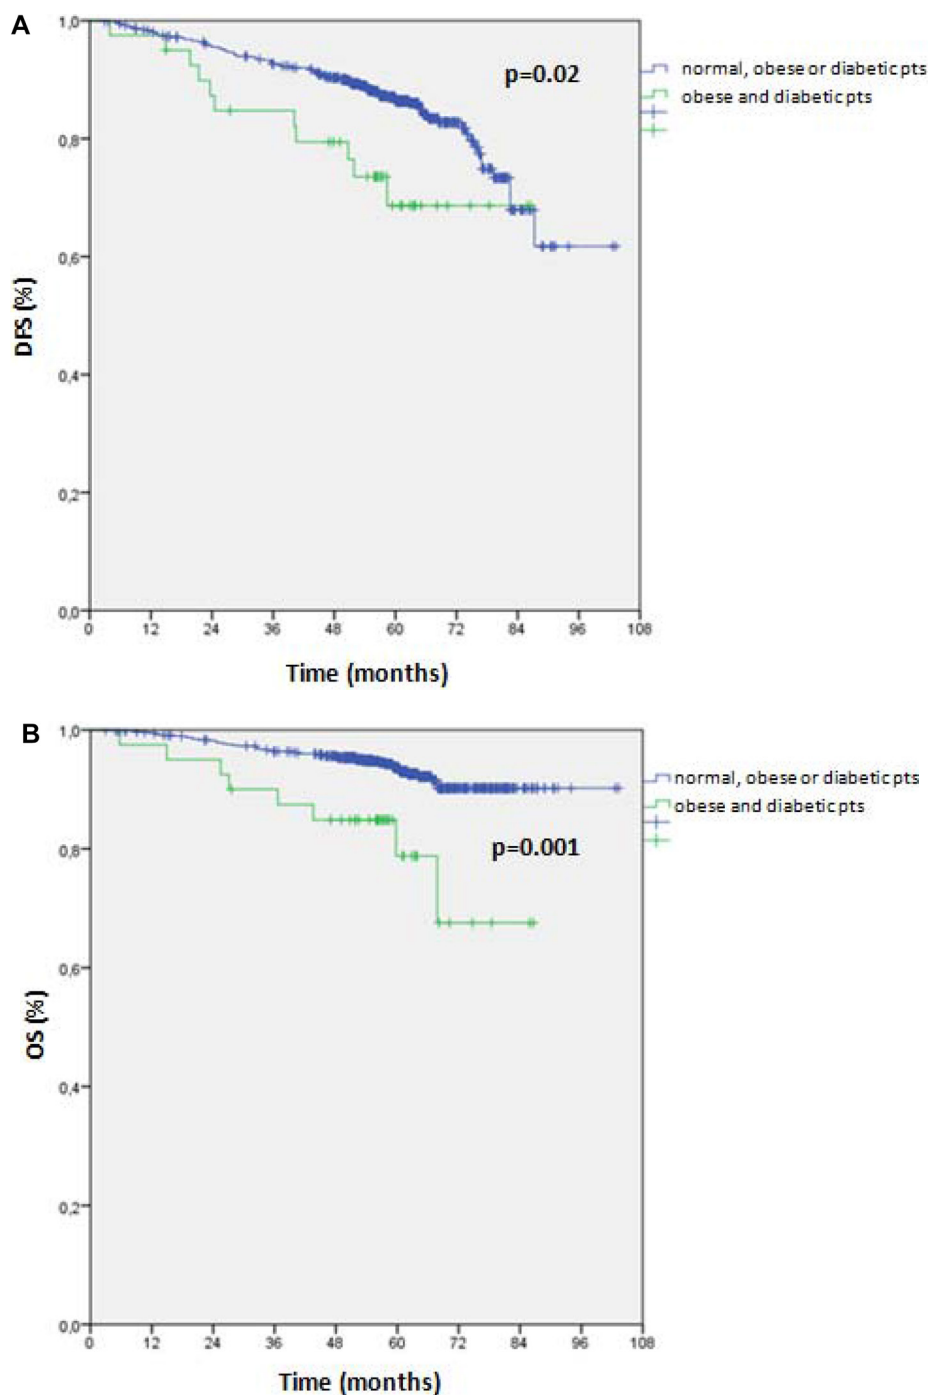 A
1,0
0,8
0,6
0,4
0,2
0,0
DFS (%)
p=0.02
normal, obese or diabetic pts
obese and diabetic pts
0 12 24 36 48 60 72 84 96 108
Time (months)
B
1,0
0,8
0,6
0,4
0,2
0,0
OS (%)
p=0.001
normal, obese or diabetic pts
obese and diabetic pts
0 12 24 36 48 60 72 84 96 108
Time (months)